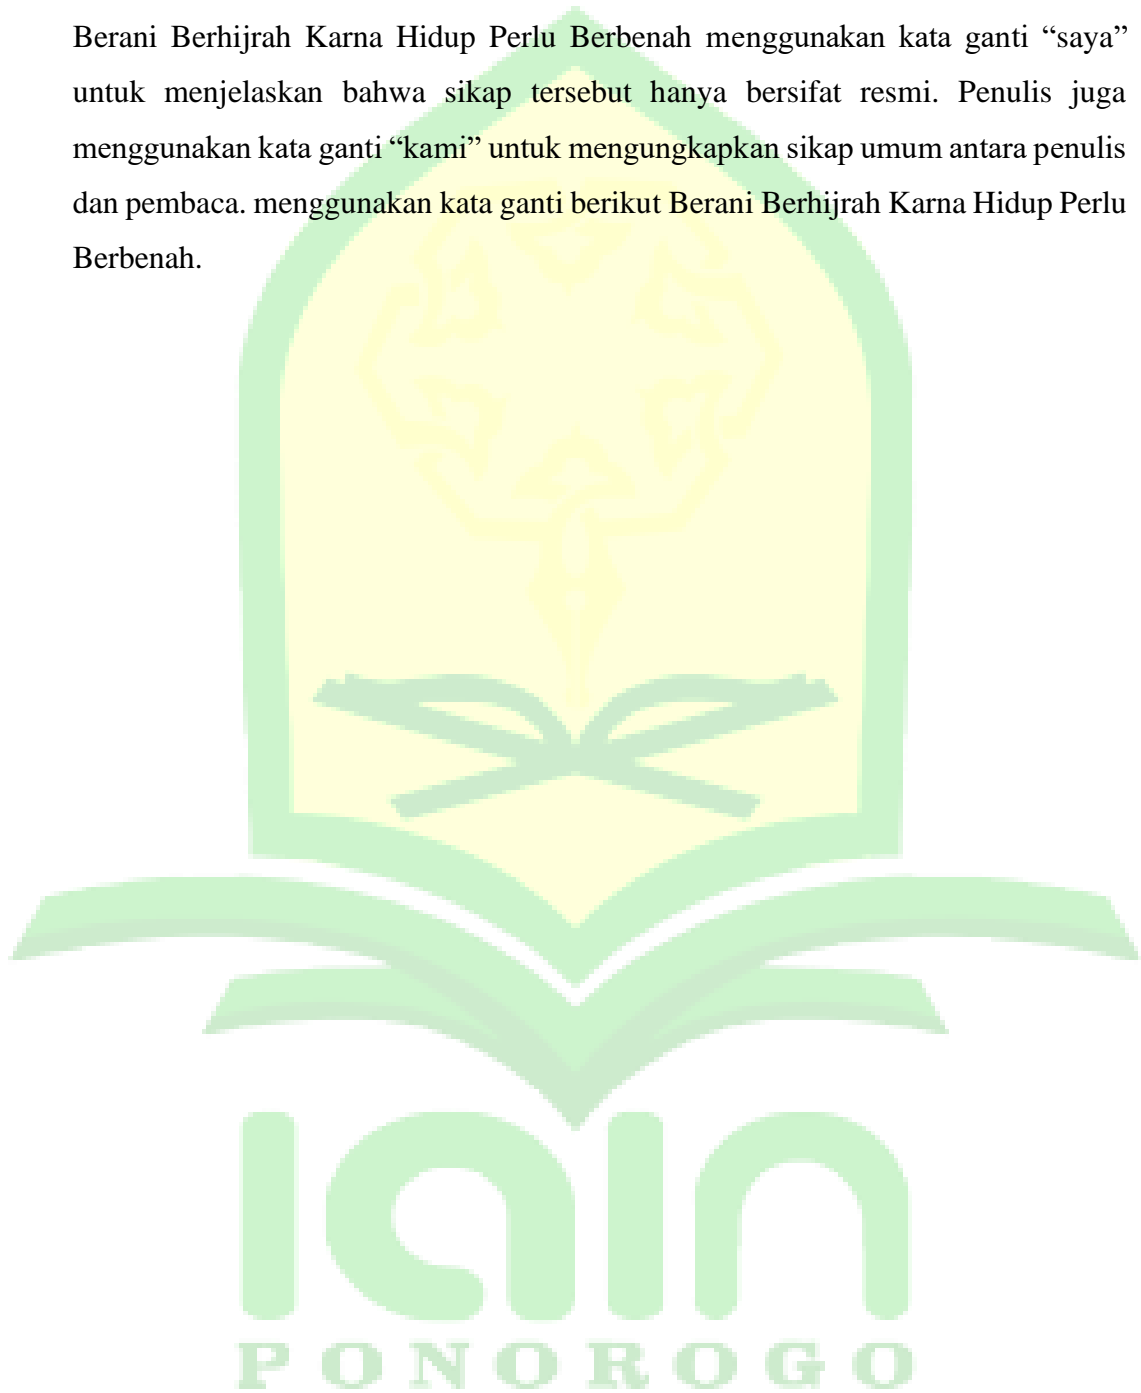 Berani Berhijrah Karna Hidup Perlu Berbenah menggunakan kata ganti “saya”
untuk menjelaskan bahwa sikap tersebut hanya bersifat resmi. Penulis juga
menggunakan kata ganti “kami” untuk mengungkapkan sikap umum antara penulis
dan pembaca. menggunakan kata ganti berikut Berani Berhijrah Karna Hidup Perlu
Berbenah.
iain
PONOROGO